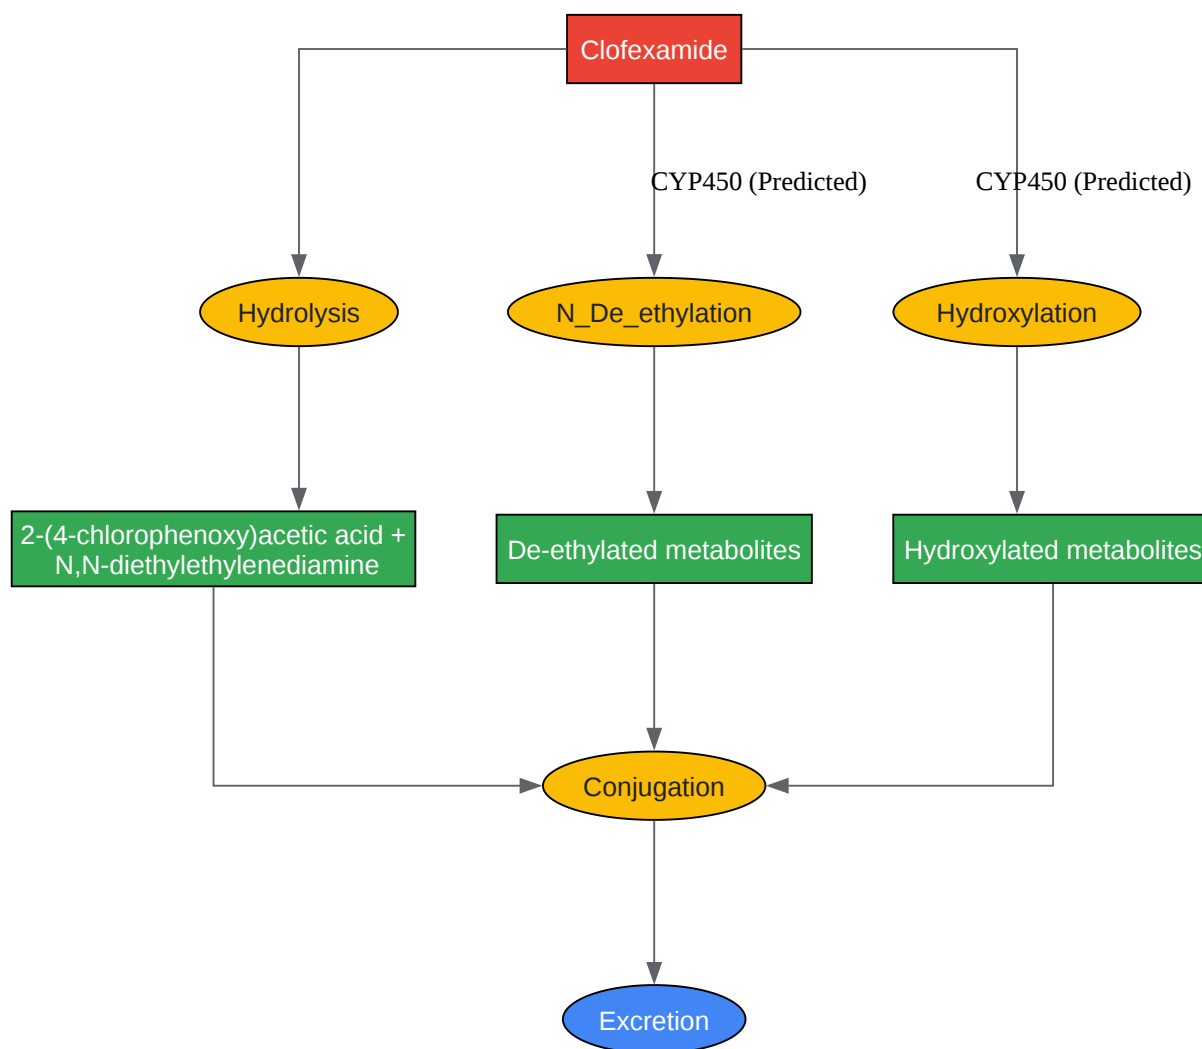 Clofexamide
CYP450 (Predicted)
CYP450 (Predicted)
Hydrolysis
N_De_ethylation
Hydroxylation
2-(4-chlorophenoxy)acetic acid +
N,N-diethylethylenediamine
De-ethylated metabolites
Hydroxylated metabolites
Conjugation
Excretion